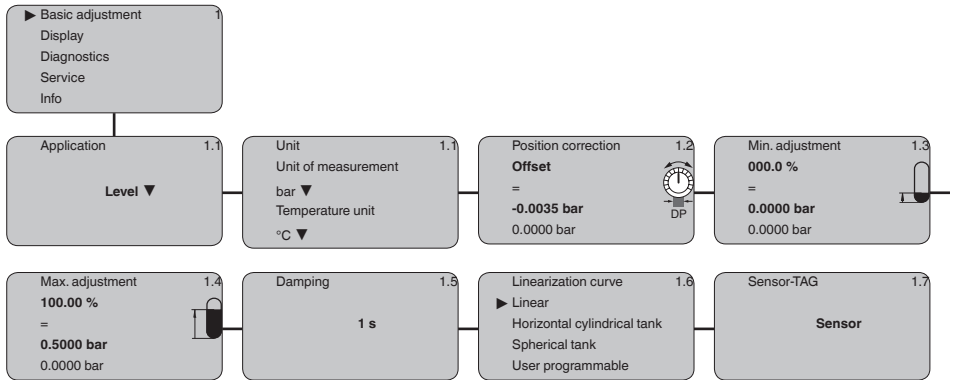 ▶ Basic adjustment 1
Display
Diagnostics
Service
Info
Application 1.1
Level ▼
Unit 1.1
Unit of measurement
bar ▼
Temperature unit
°C ▼
Position correction 1.2
Offset
=
-0.0035 bar
0.0000 bar
DP
Min. adjustment 1.3
000.0 %
=
0.0000 bar
0.0000 bar
Max. adjustment 1.4
100.00 %
=
0.5000 bar
0.0000 bar
Damping 1.5
1 s
Linearization curve 1.6
▶ Linear
Horizontal cylindrical tank
Spherical tank
User programmable
Sensor-TAG 1.7
Sensor